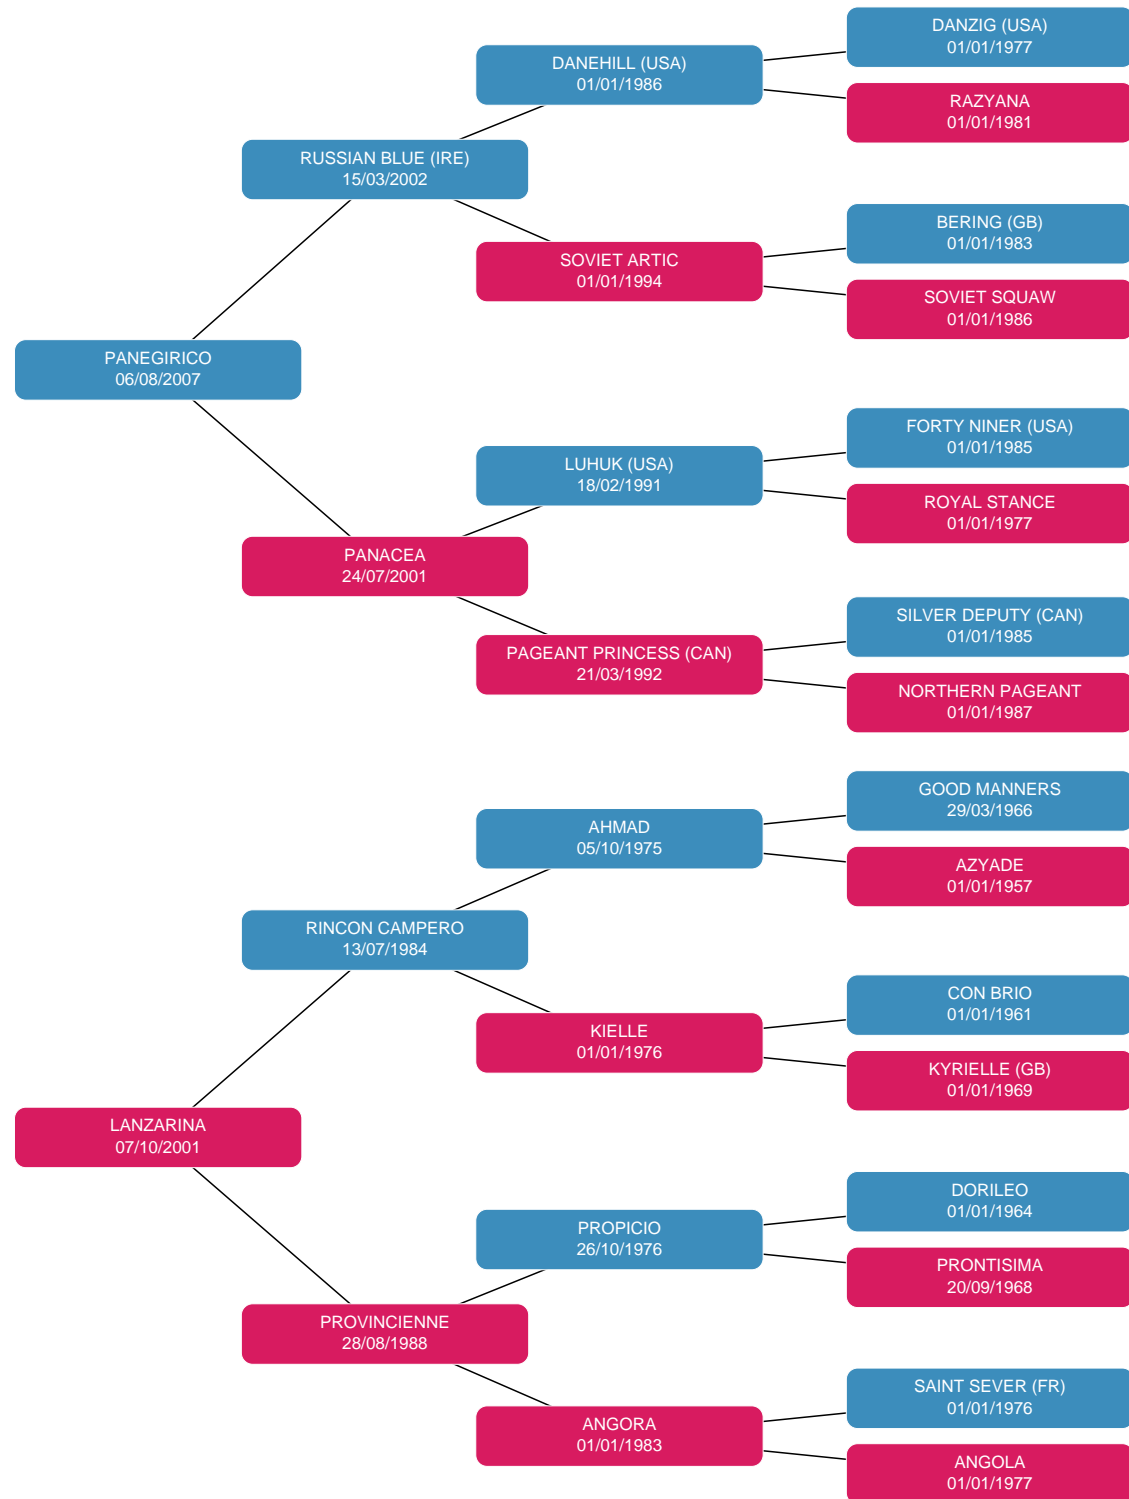 DANZIG (USA)
01/01/1977
DANEHILL (USA)
01/01/1986
RAZYANA
01/01/1981
RUSSIAN BLUE (IRE)
15/03/2002
BERING (GB)
01/01/1983
SOVIET ARTIC
01/01/1994
SOVIET SQUAW
01/01/1986
PANEGIRICO
06/08/2007
FORTY NINER (USA)
01/01/1985
LUHUK (USA)
18/02/1991
ROYAL STANCE
01/01/1977
PANACEA
24/07/2001
SILVER DEPUTY (CAN)
01/01/1985
PAGEANT PRINCESS (CAN)
21/03/1992
NORTHERN PAGEANT
01/01/1987
GOOD MANNERS
29/03/1966
AHMAD
05/10/1975
AZYADE
01/01/1957
RINCON CAMPERO
13/07/1984
CON BRIO
01/01/1961
KIELLE
01/01/1976
KYRIELLE (GB)
01/01/1969
LANZARINA
07/10/2001
DORILEO
01/01/1964
PROPICIO
26/10/1976
PRONTISIMA
20/09/1968
PROVINCIENNE
28/08/1988
SAINT SEVER (FR)
01/01/1976
ANGORA
01/01/1983
ANGOLA
01/01/1977